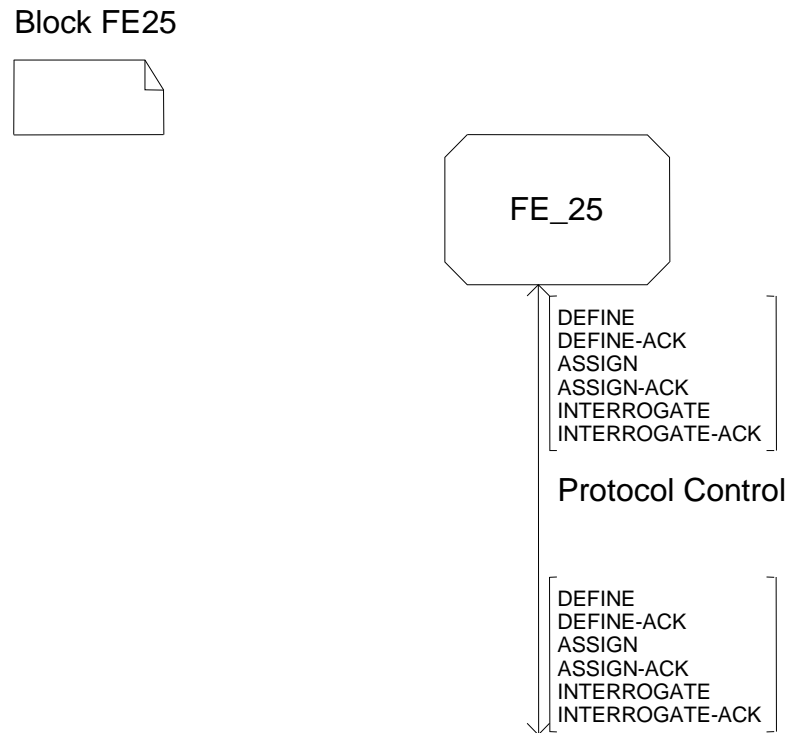 Block FE25
FE_25
DEFINE
DEFINE-ACK
ASSIGN
ASSIGN-ACK
INTERROGATE
INTERROGATE-ACK
Protocol Control
DEFINE
DEFINE-ACK
ASSIGN
ASSIGN-ACK
INTERROGATE
INTERROGATE-ACK